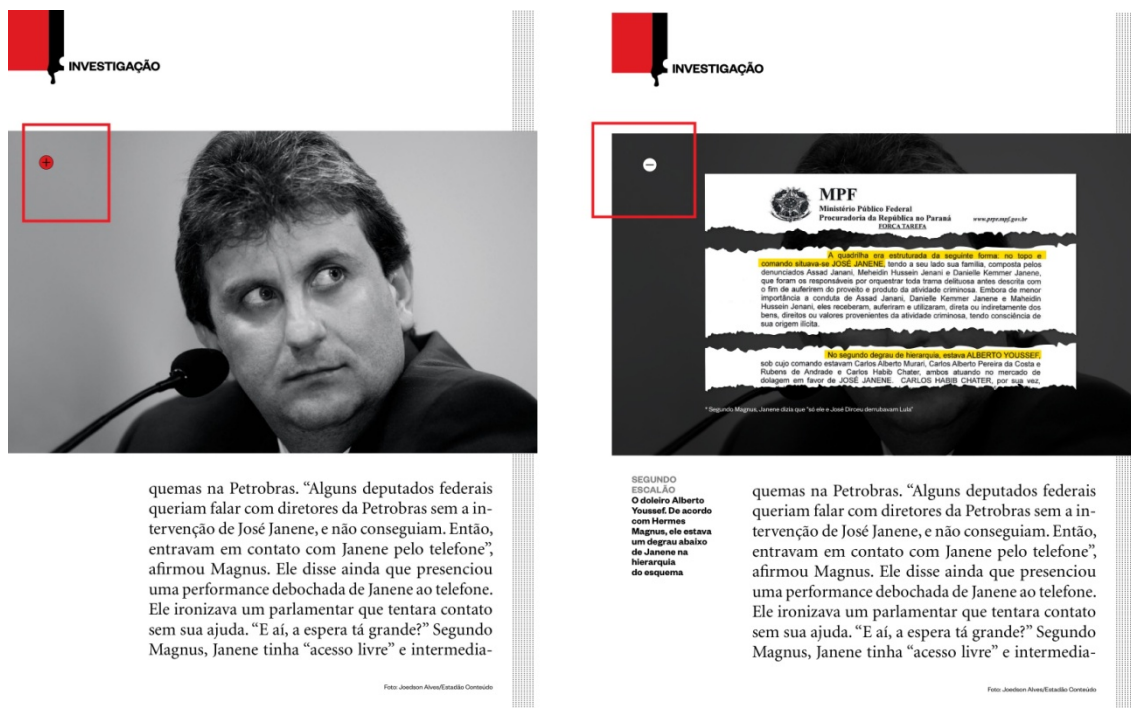 INVESTIGAÇÃO
quemas na Petrobras. “Alguns deputados federais
queriam falar com diretores da Petrobras sem a in-
tervenção de José Janene, e não conseguiam. Então,
entravam em contato com Janene pelo telefone”,
afirmou Magnus. Ele disse ainda que presenciou
uma performance debochada de Janene ao telefone.
Ele ironizava um parlamentar que tentara contato
sem sua ajuda. “E aí, a espera tá grande?” Segundo
Magnus, Janene tinha “acesso livre” e intermedia-
Foto: Joedson Alves/Estadão Conteúdo
INVESTIGAÇÃO
MPF
Ministério Público Federal
Procuradoria da República no Paraná www.prpr.mpf.gov.br
FORÇA TAREFA
A quadrilha era estruturada da seguinte forma: no topo e
comando situava-se JOSÉ JANENE, tendo a seu lado sua família, composta pelos
denunciados Assad Janani, Meheidin Hussein Jenani e Danielle Kemmer Janene,
que foram os responsáveis por orquestrar toda trama delituosa antes descrita com
o fim de auferirem do proveito e produto da atividade criminosa. Embora de menor
importância a conduta de Assad Janani, Danielle Kemmer Janene e Maheidin
Hussein Jenani, eles receberam, auferiram e utilizaram, direta ou indiretamente dos
bens, direitos ou valores provenientes da atividade criminosa, tendo consciência de
sua origem ilícita.
No segundo degrau de hierarquia, estava ALBERTO YOUSSEF,
sob cujo comando estavam Carlos Alberto Murari, Carlos Alberto Pereira da Costa e
Rubens de Andrade e Carlos Habib Chater, ambos atuando no mercado de
dolagem em favor de JOSÉ JANENE. CARLOS HABIB CHATER, por sua vez,
* Segundo Magnus, Janene dizia que “só ele e José Dirceu derrubavam Lula”
SEGUNDO
ESCALÃO
O doleiro Alberto
Youssef. De acordo
com Hermes
Magnus, ele estava
um degrau abaixo
de Janene na
hierarquia
do esquema
quemas na Petrobras. “Alguns deputados federais
queriam falar com diretores da Petrobras sem a in-
tervenção de José Janene, e não conseguiam. Então,
entravam em contato com Janene pelo telefone”,
afirmou Magnus. Ele disse ainda que presenciou
uma performance debochada de Janene ao telefone.
Ele ironizava um parlamentar que tentara contato
sem sua ajuda. “E aí, a espera tá grande?” Segundo
Magnus, Janene tinha “acesso livre” e intermedia-
Foto: Joedson Alves/Estadão Conteúdo